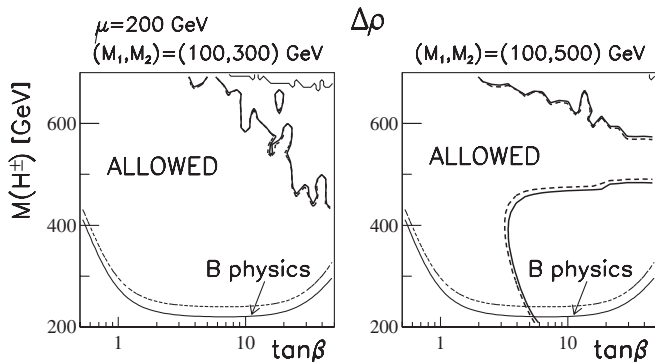 μ=200 GeV
Δρ
(M₁,M₂)=(100,300) GeV
(M₁,M₂)=(100,500) GeV
M(H±) [GeV]
600
400
200
ALLOWED
B physics
1
10
tanβ
600
400
200
ALLOWED
B physics
1
10
tanβ